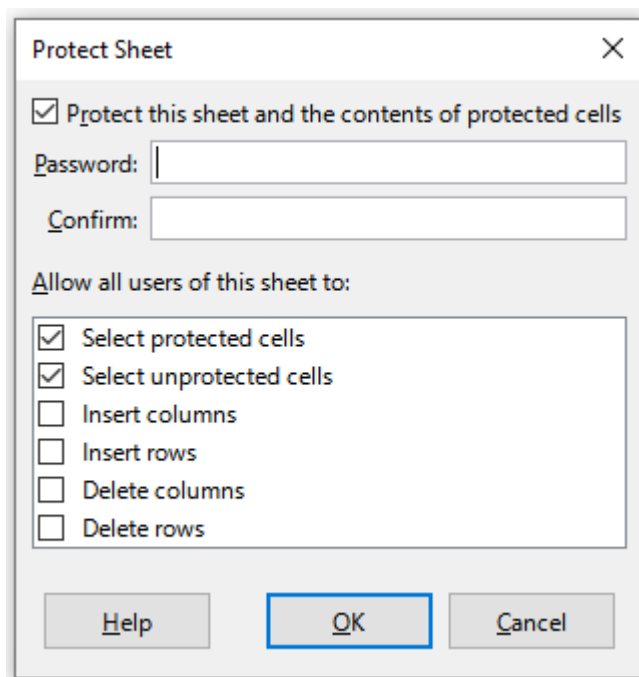 Protect Sheet
Protect this sheet and the contents of protected cells
Password:
Confirm:
Allow all users of this sheet to:
Select protected cells
Select unprotected cells
Insert columns
Insert rows
Delete columns
Delete rows
Help OK Cancel